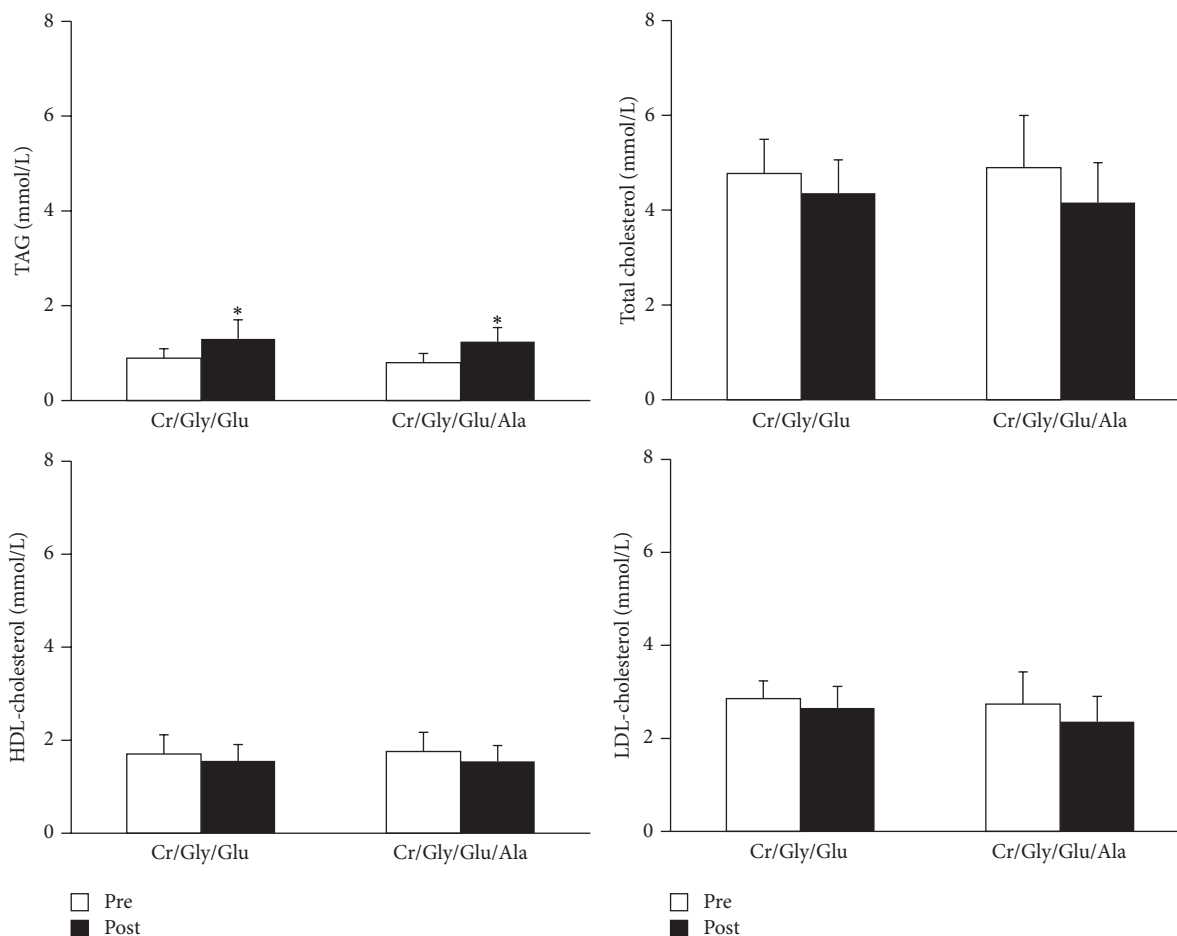 TAG (mmol/L)
8
6
4
2
0
*
*
Cr/Gly/Glu
Cr/Gly/Glu/Ala
Total cholesterol (mmol/L)
8
6
4
2
0
Cr/Gly/Glu
Cr/Gly/Glu/Ala
HDL-cholesterol (mmol/L)
8
6
4
2
0
Cr/Gly/Glu
Cr/Gly/Glu/Ala
Pre
Post
LDL-cholesterol (mmol/L)
8
6
4
2
0
Cr/Gly/Glu
Cr/Gly/Glu/Ala
Pre
Post